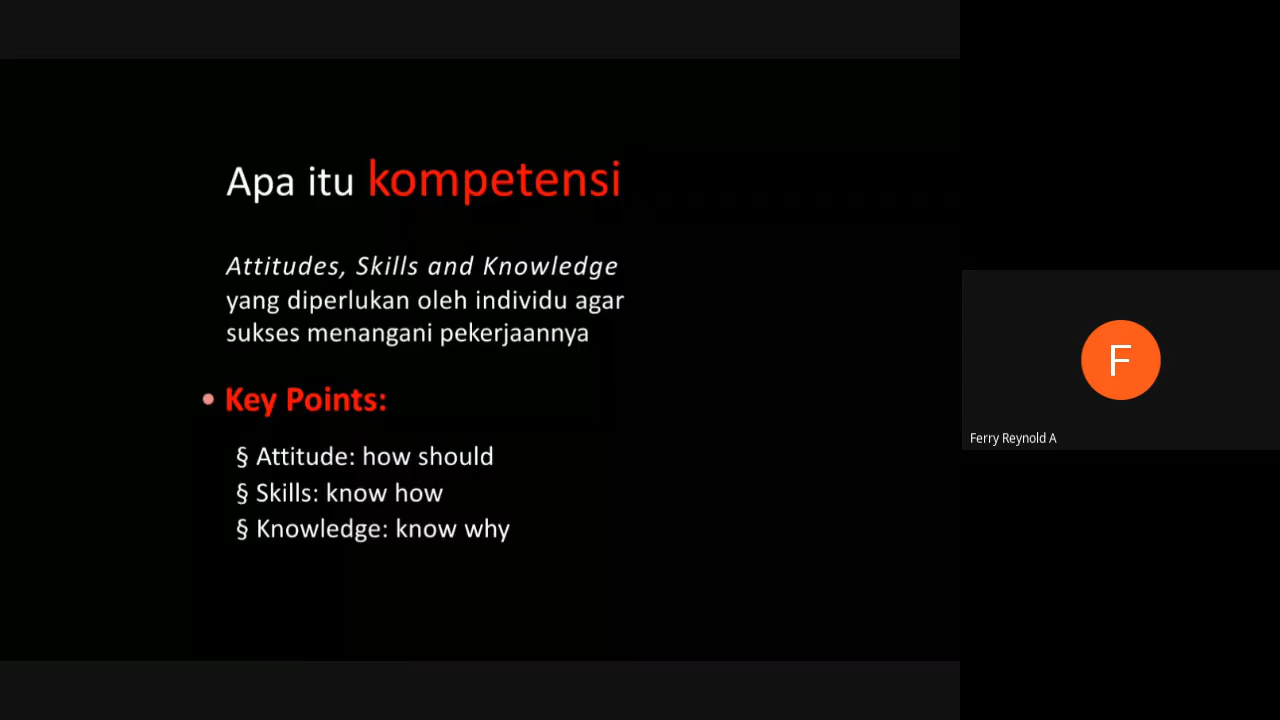 Apa itu kompetensi
Attitudes, Skills and Knowledge
yang diperlukan oleh individu agar
sukses menangani pekerjaannya
• Key Points:
§ Attitude: how should
§ Skills: know how
§ Knowledge: know why
F
Ferry Reynold A